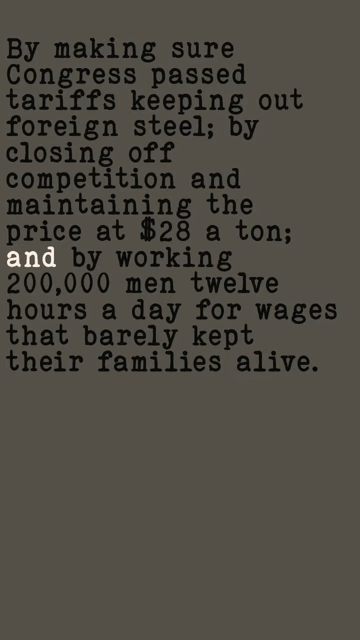 By making sure
Congress passed
tariffs keeping out
foreign steel; by
closing off
competition and
maintaining the
price at $28 a ton;
and by working
200,000 men twelve
hours a day for wages
that barely kept
their families alive.